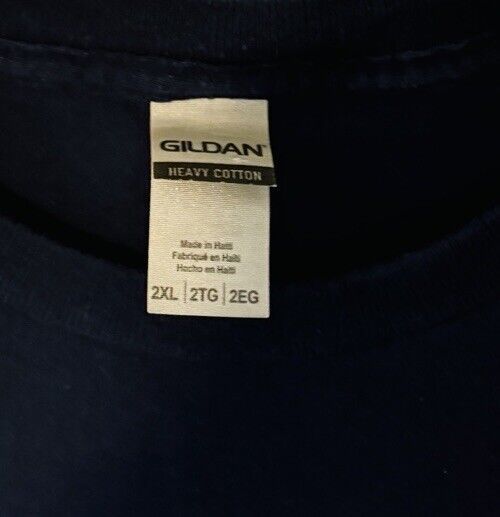 GILDAN
HEAVY COTTON
Made in Haiti
Fabriqué en Haïti
Hecho en Haití
2XL | 2TG | 2EG